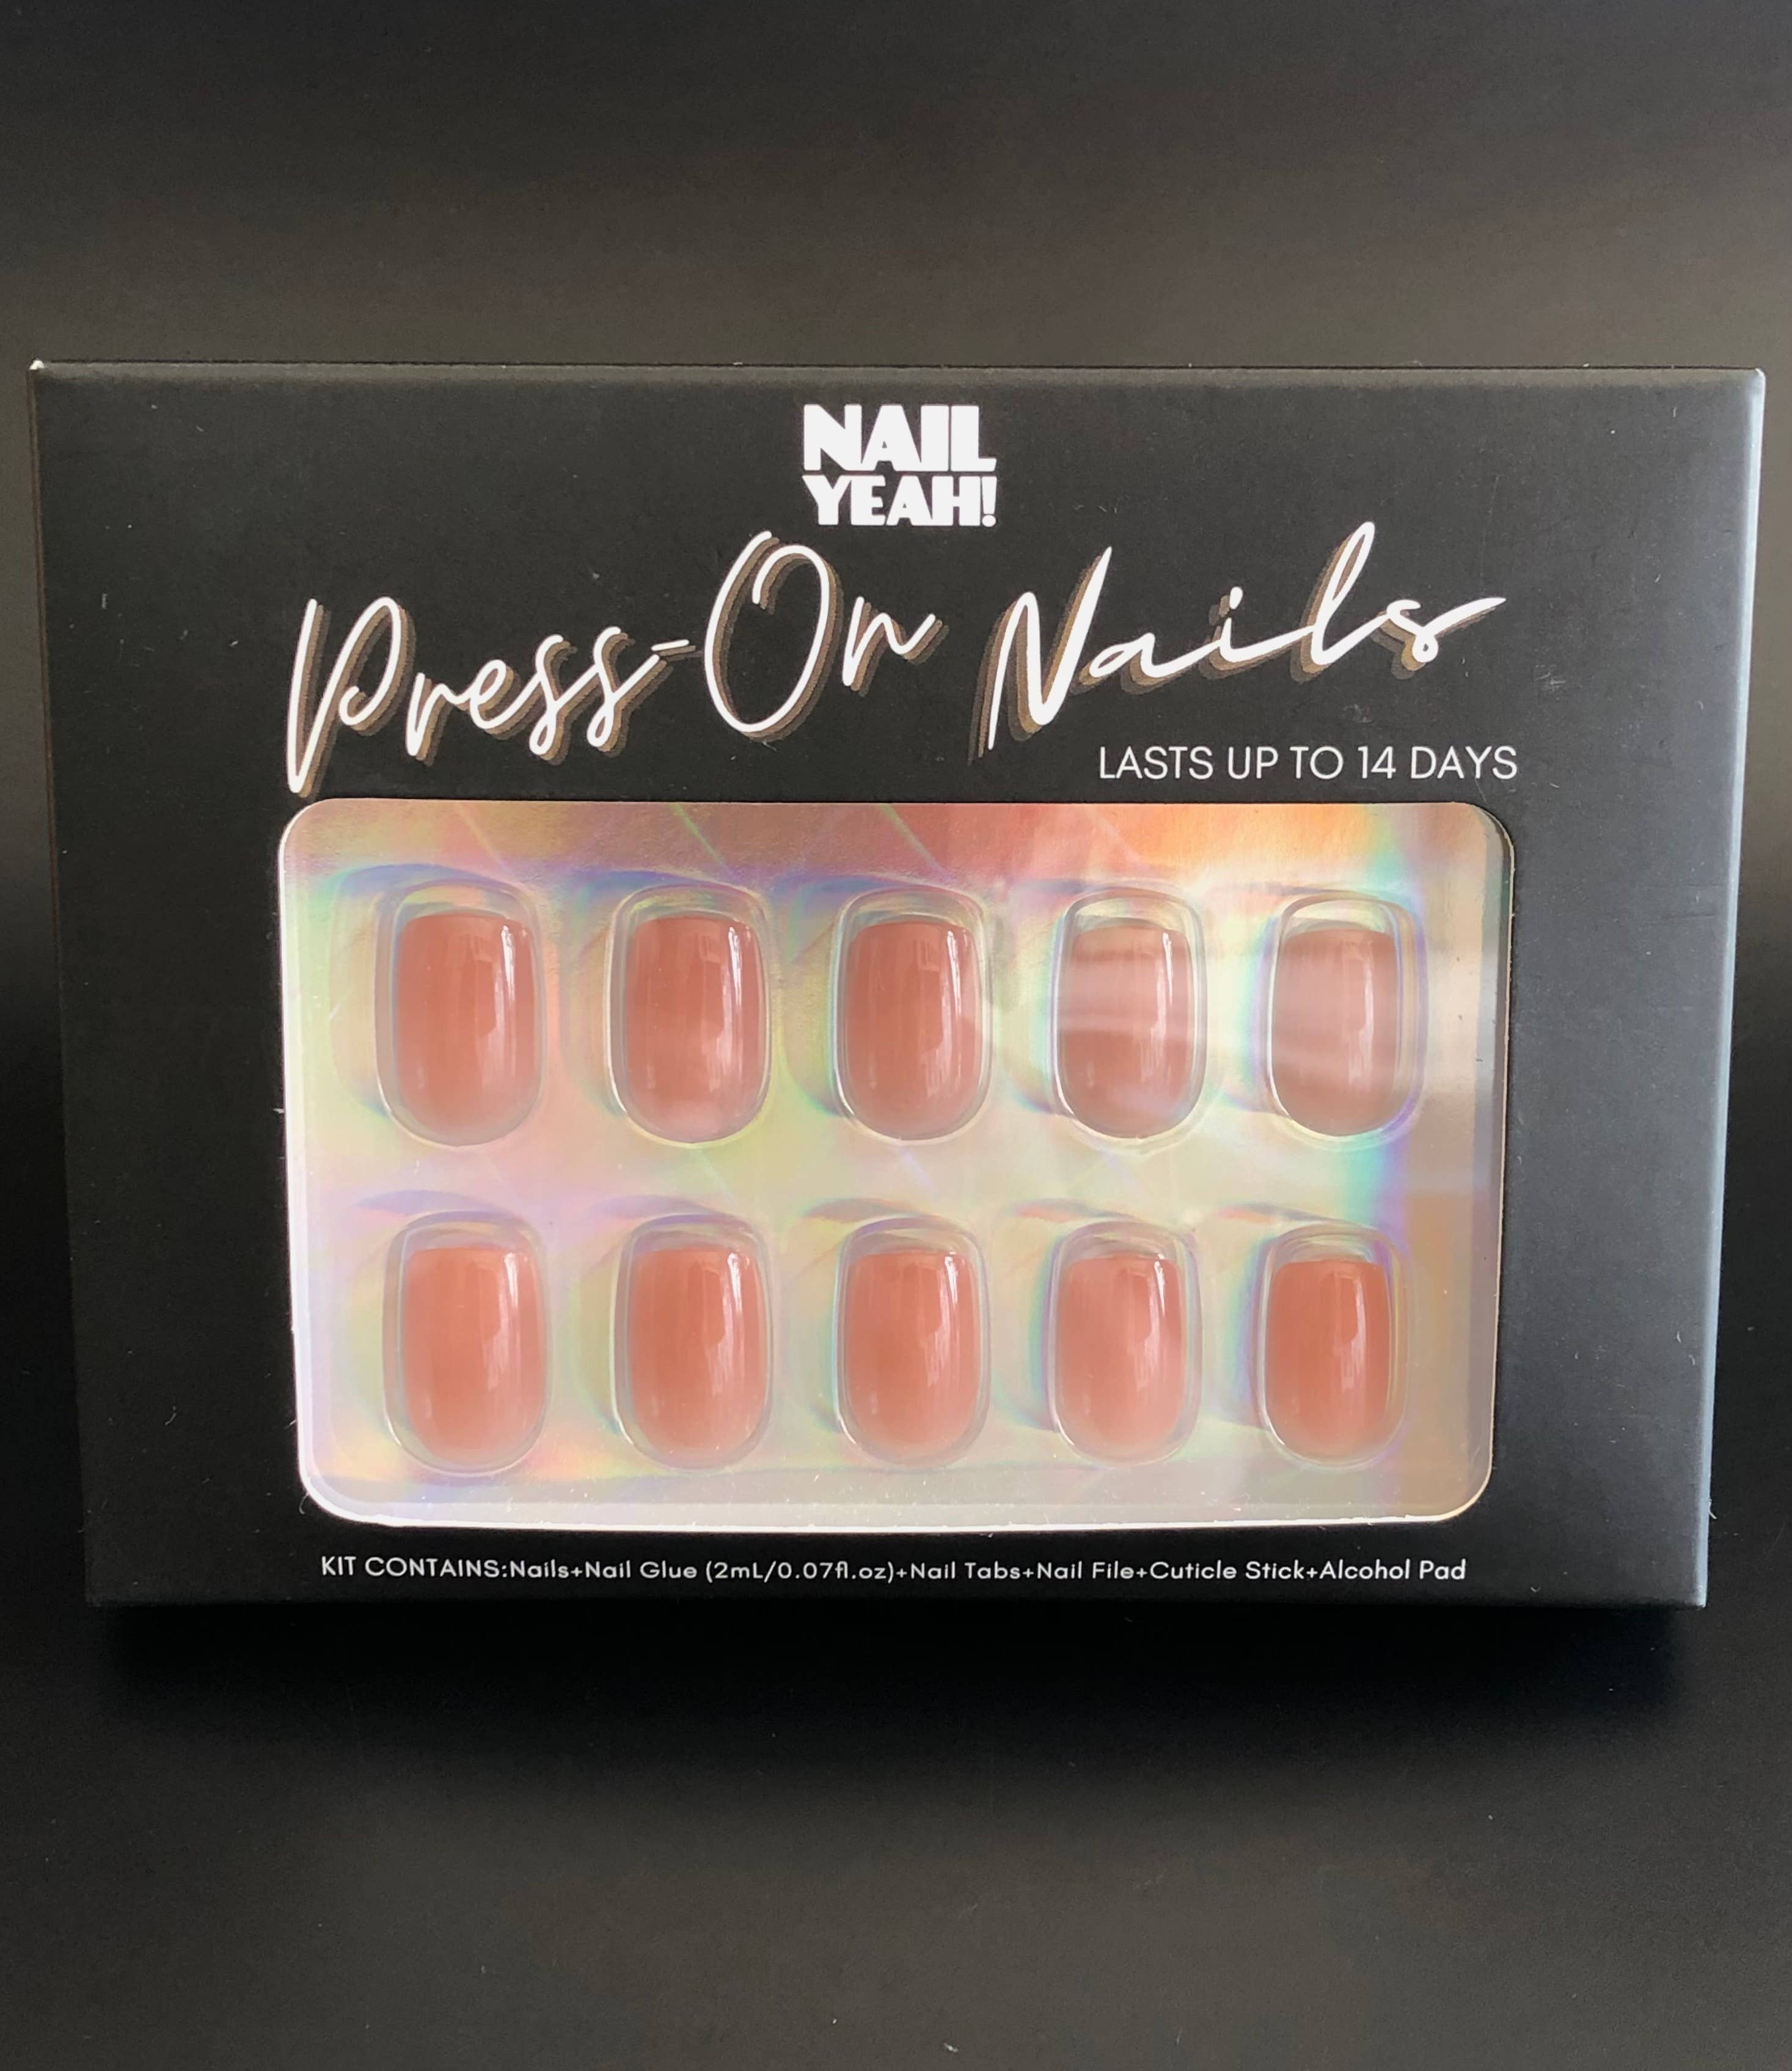 NAIL
YEAH!
Press-On Nails
LASTS UP TO 14 DAYS
KIT CONTAINS:Nails+Nail Glue (2mL/0.07fl.oz)+Nail Tabs+Nail File+Cuticle Stick+Alcohol Pad